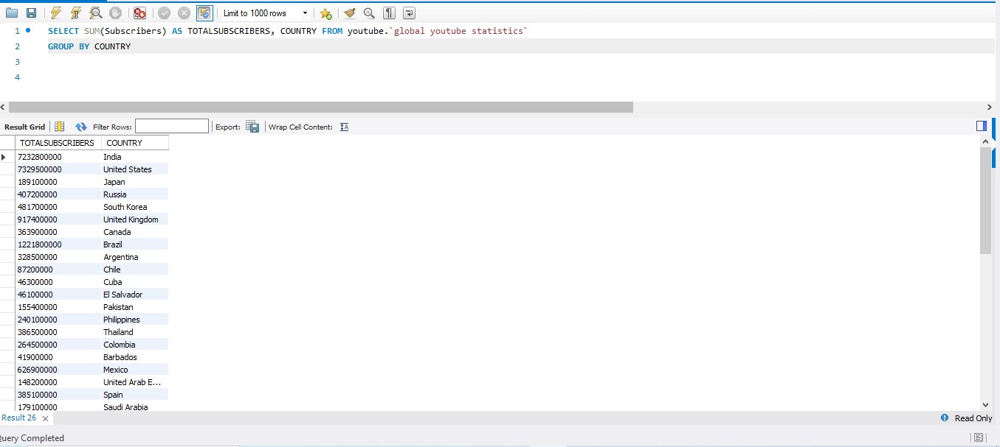 Limit to 1000 rows
1 SELECT SUM(Subscribers) AS TOTALSUBSCRIBERS, COUNTRY FROM youtube.`global youtube statistics`
2 GROUP BY COUNTRY
3
4
Result Grid Filter Rows: Export: Wrap Cell Content:
TOTALSUBSCRIBERS COUNTRY
7232800000 India
7329500000 United States
189100000 Japan
407200000 Russia
481700000 South Korea
917400000 United Kingdom
363900000 Canada
1221800000 Brazil
328500000 Argentina
87200000 Chile
46300000 Cuba
46100000 El Salvador
155400000 Pakistan
240100000 Philippines
386500000 Thailand
264500000 Colombia
41900000 Barbados
626900000 Mexico
148200000 United Arab E...
385100000 Spain
179100000 Saudi Arabia
Result 26 Read Only
Query Completed